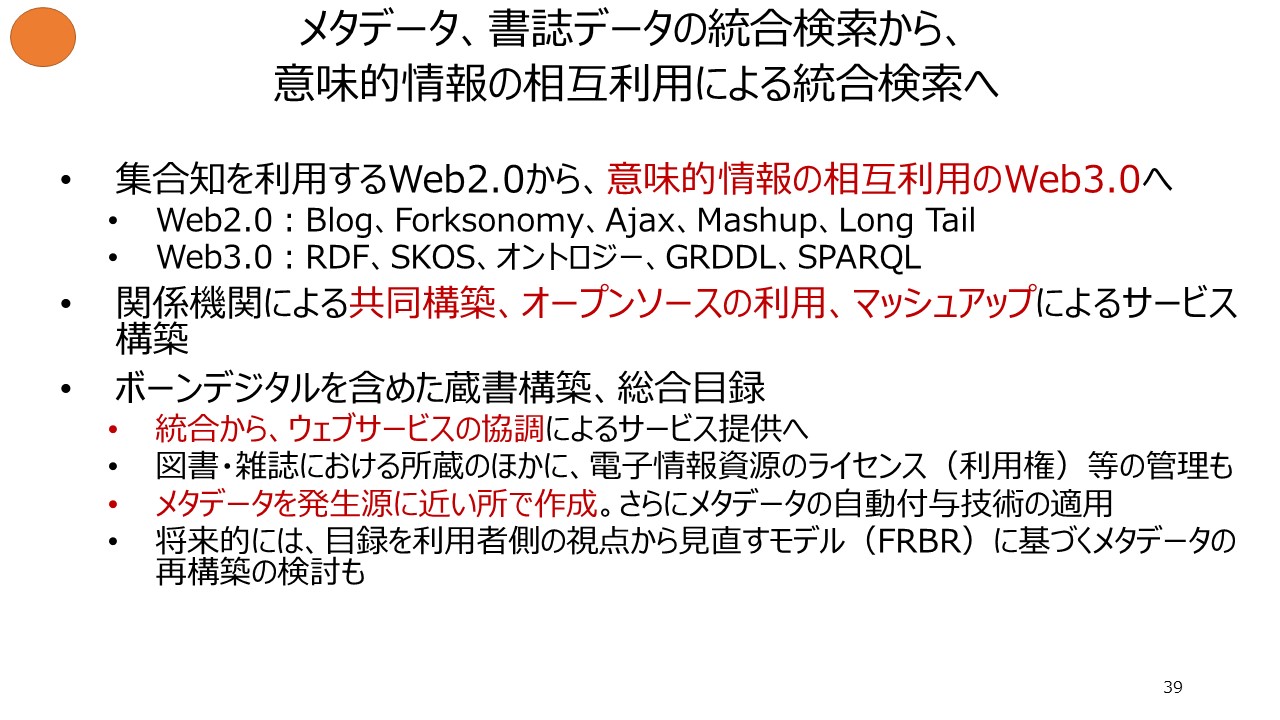 メタデータ、書誌データの統合検索から、
意味的情報の相互利用による統合検索へ
• 集合知を利用するWeb2.0から、意味的情報の相互利用のWeb3.0へ
• Web2.0：Blog、Forksonomy、Ajax、Mashup、Long Tail
• Web3.0：RDF、SKOS、オントロジー、GRDDL、SPARQL
• 関係機関による共同構築、オープンソースの利用、マッシュアップによるサービス
構築
• ボーンデジタルを含めた蔵書構築、総合目録
• 統合から、ウェブサービスの協調によるサービス提供へ
• 図書・雑誌における所蔵のほかに、電子情報資源のライセンス（利用権）等の管理も
• メタデータを発生源に近い所で作成。さらにメタデータの自動付与技術の適用
• 将来的には、目録を利用者側の視点から見直すモデル（FRBR）に基づくメタデータの
再構築の検討も
39